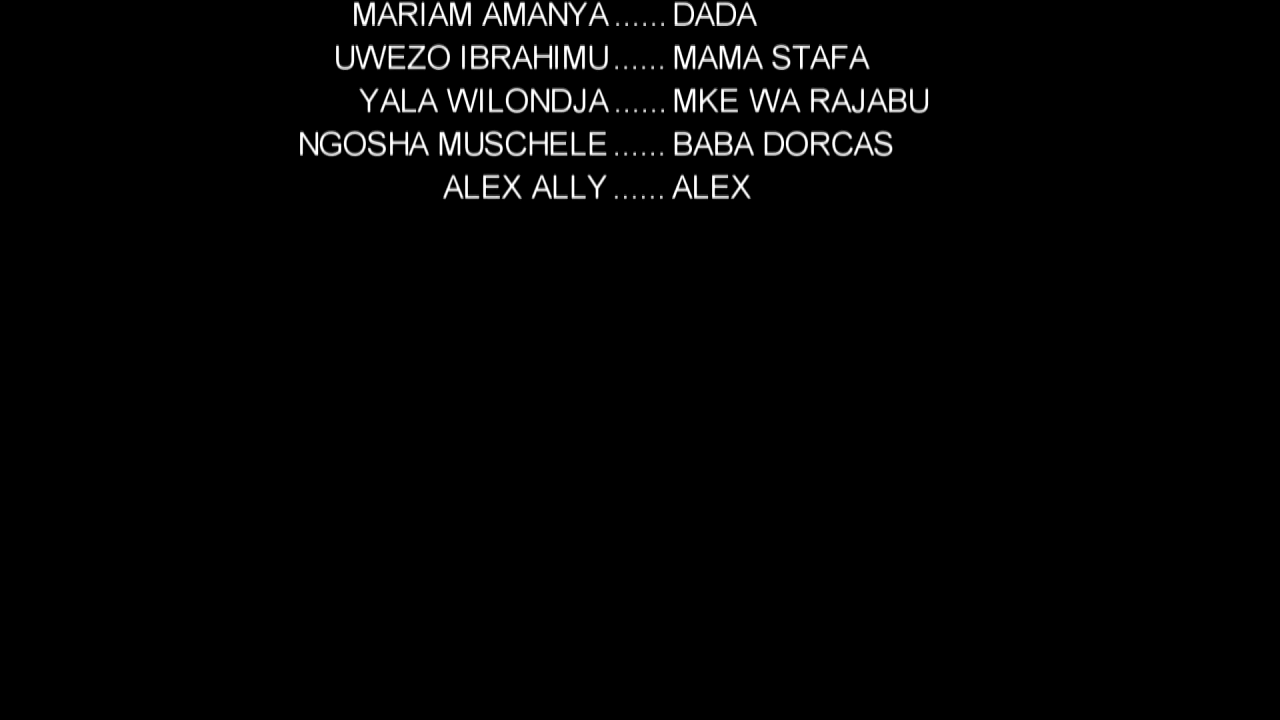 MARIAM AMANYA...... DADA
UWEZO IBRAHIMU...... MAMA STAFA
YALA WILONDJA...... MKE WA RAJABU
NGOSHA MUSCHELE...... BABA DORCAS
ALEX ALLY...... ALEX